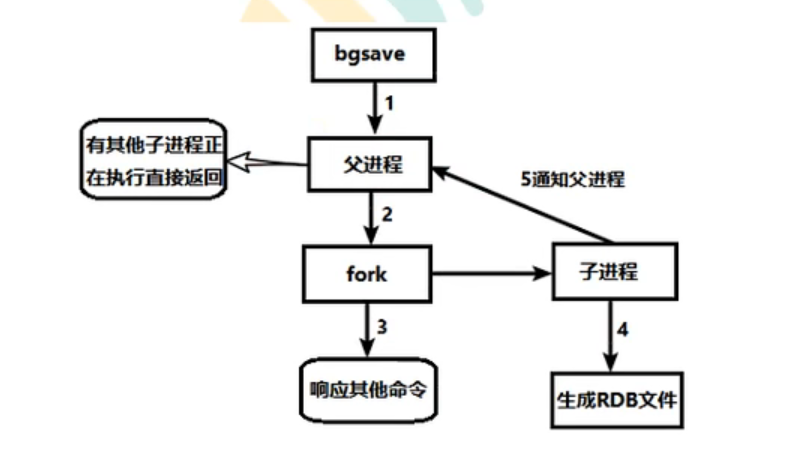 bgsave
1
有其他子进程正
在执行直接返回
父进程
5通知父进程
2
fork
子进程
3
4
响应其他命令
生成RDB文件